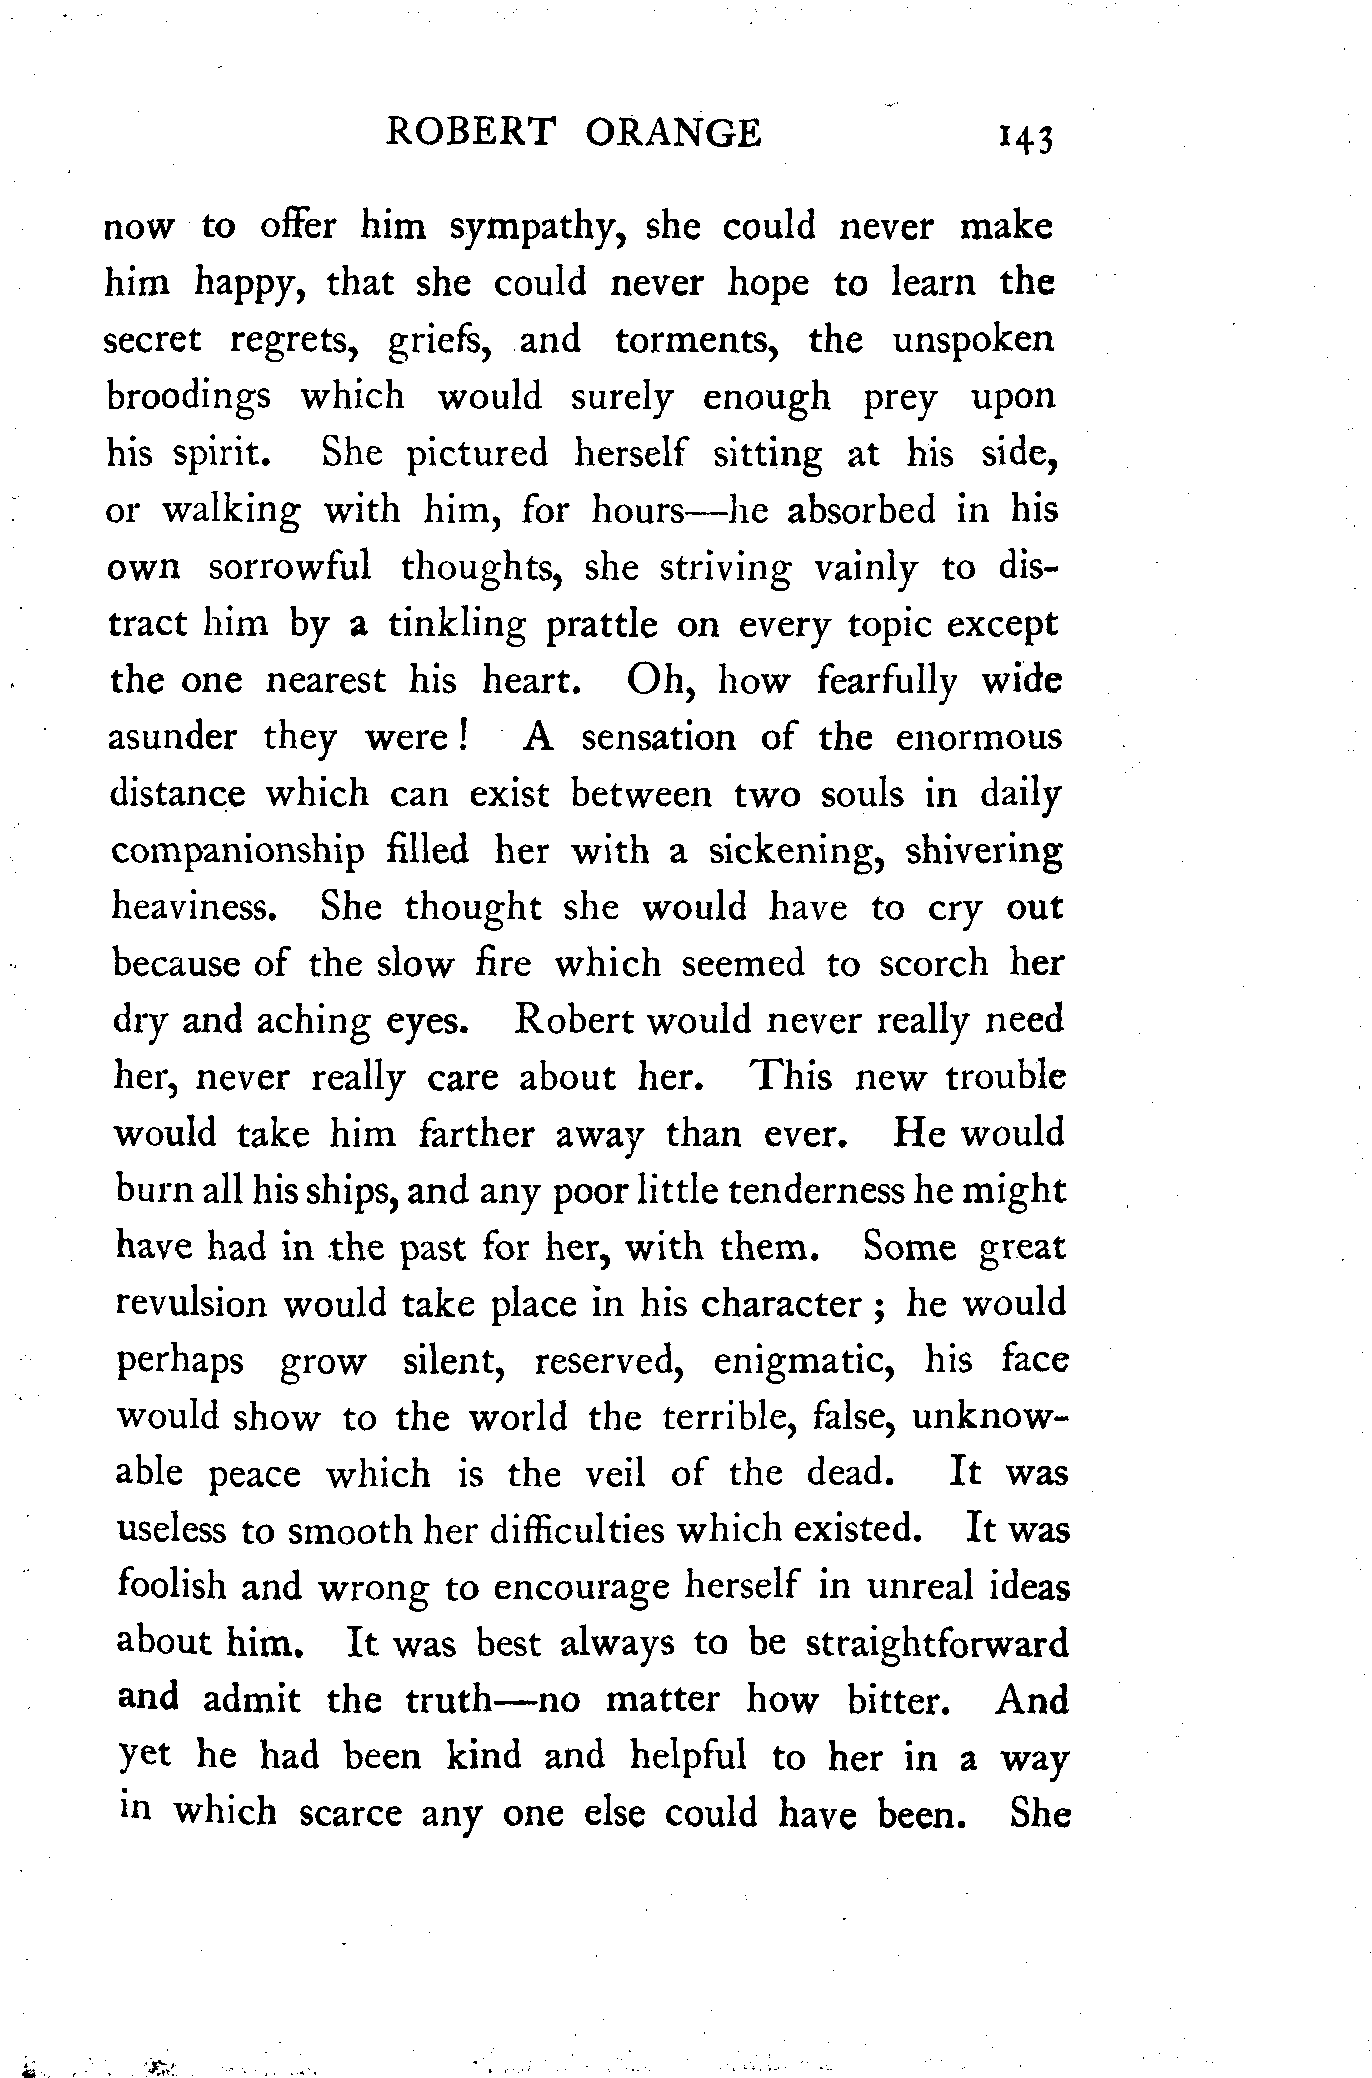 ROBERT ORANGE 143
now to offer him sympathy, she could never make
him happy, that she could never hope to learn the
secret regrets, griefs, and torments, the unspoken
broodings which would surely enough prey upon
his spirit. She pictured herself sitting at his side,
or walking with him, for hours—he absorbed in his
own sorrowful thoughts, she striving vainly to dis-
tract him by a tinkling prattle on every topic except
the one nearest his heart. Oh, how fearfully wide
asunder they were! A sensation of the enormous
distance which can exist between two souls in daily
companionship filled her with a sickening, shivering
heaviness. She thought she would have to cry out
because of the slow fire which seemed to scorch her
dry and aching eyes. Robert would never really need
her, never really care about her. This new trouble
would take him farther away than ever. He would
burn all his ships, and any poor little tenderness he might
have had in the past for her, with them. Some great
revulsion would take place in his character; he would
perhaps grow silent, reserved, enigmatic, his face
would show to the world the terrible, false, unknow-
able peace which is the veil of the dead. It was
useless to smooth her difficulties which existed. It was
foolish and wrong to encourage herself in unreal ideas
about him. It was best always to be straightforward
and admit the truth—no matter how bitter. And
yet he had been kind and helpful to her in a way
in which scarce any one else could have been. She